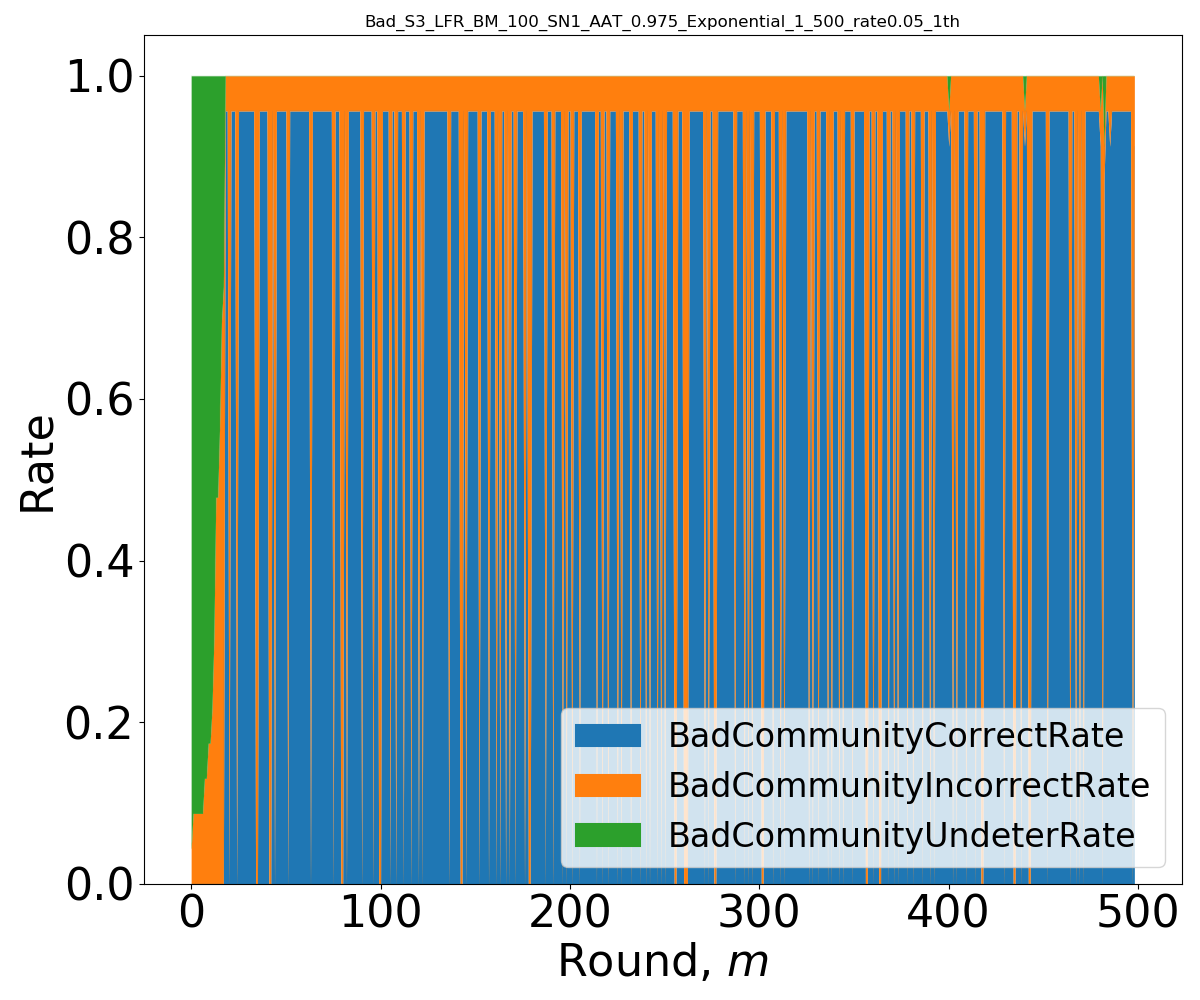 Bad_S3_LFR_BM_100_SN1_AAT_0.975_Exponential_1_500_rate0.05_1th
1.0
0.8
0.6
0.4
0.2
0.0
Rate
BadCommunityCorrectRate
BadCommunityIncorrectRate
BadCommunityUndeterRate
0 100 200 300 400 500
Round, m